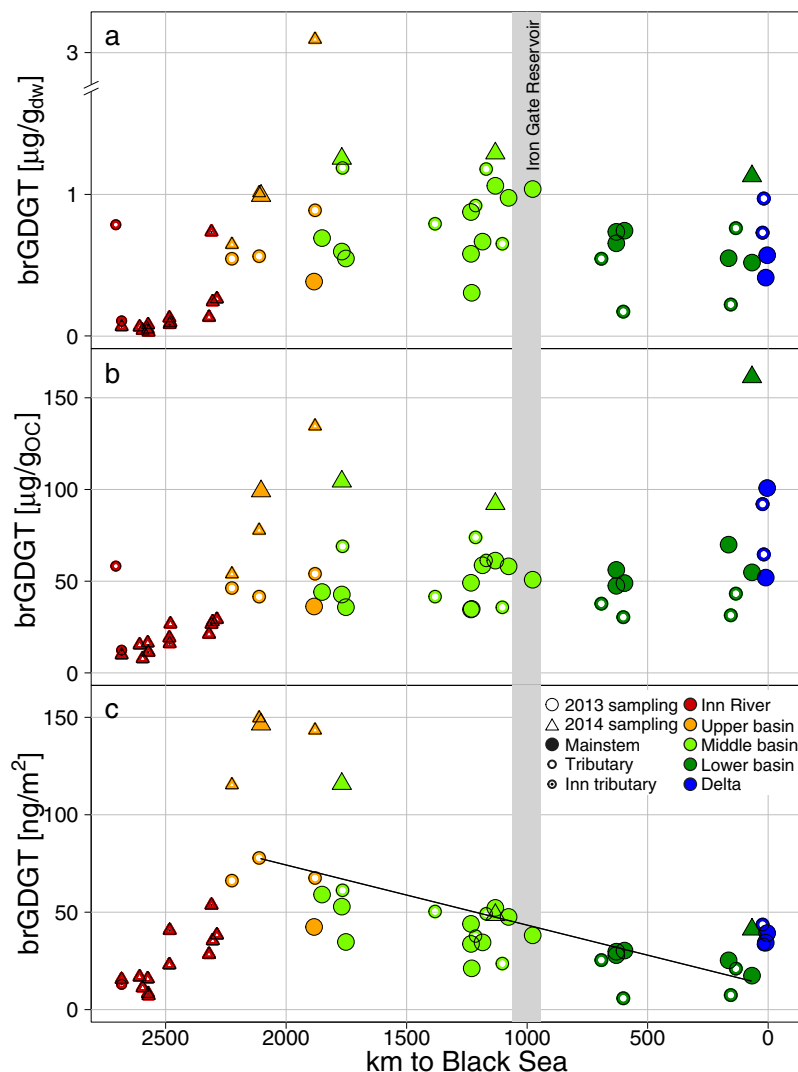 a
3
1
0
brGDGT [µg/gdw]
Iron Gate Reservoir
b
150
100
50
0
brGDGT [µg/gOC]
c
150
100
50
0
brGDGT [ng/m²]
2013 sampling
2014 sampling
Mainstem
Tributary
Inn tributary
Inn River
Upper basin
Middle basin
Lower basin
Delta
2500 2000 1500 1000 500 0
km to Black Sea